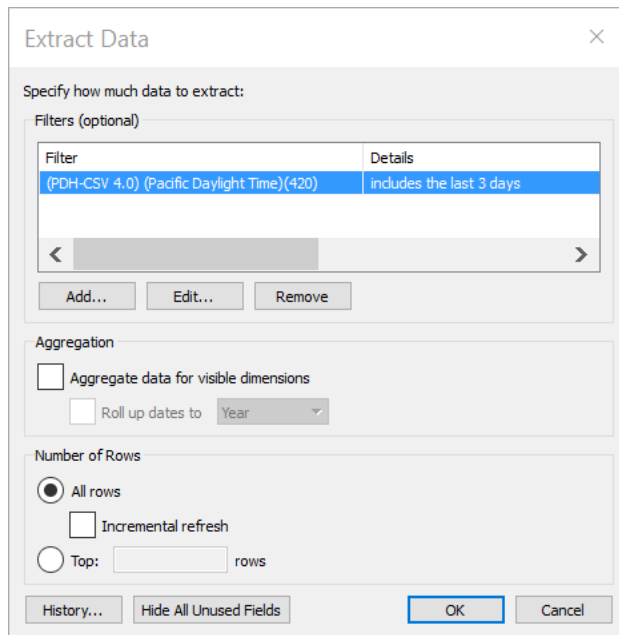 Extract Data
Specify how much data to extract:
Filters (optional)
Filter Details
(PDH-CSV 4.0) (Pacific Daylight Time)(420) includes the last 3 days
Add... Edit... Remove
Aggregation
Aggregate data for visible dimensions
Roll up dates to Year
Number of Rows
All rows
Incremental refresh
Top: rows
History... Hide All Unused Fields OK Cancel